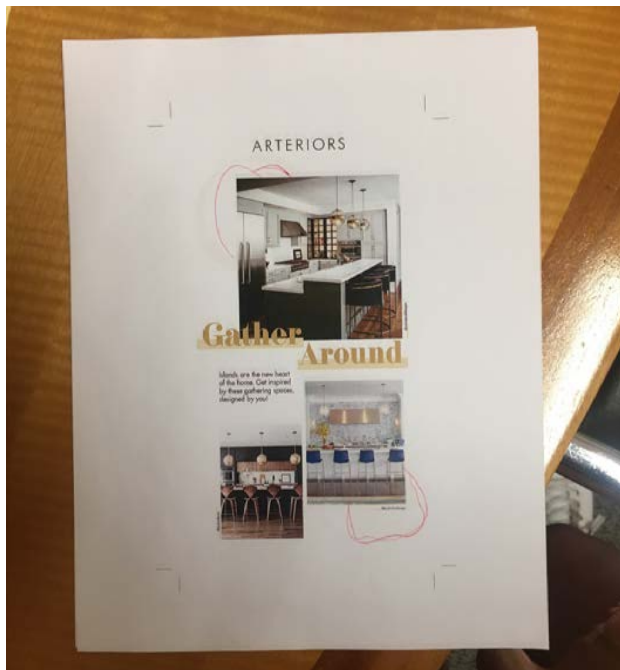 ARTERIORS
Gather
Around
Islands are the new heart
of the home. Get inspired
by these gathering spaces,
designed by you!